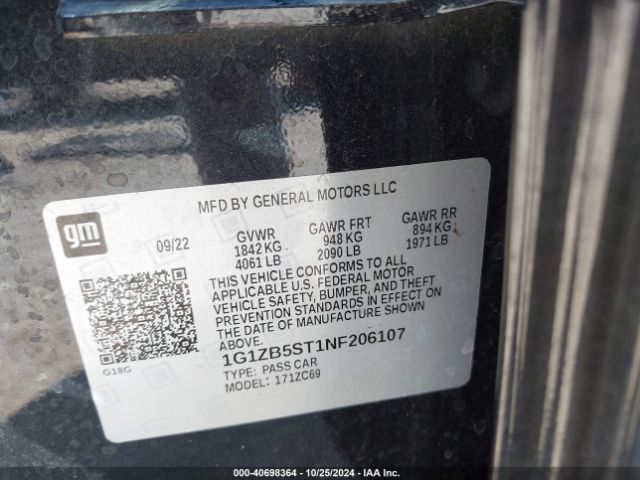 MFD BY GENERAL MOTORS LLC
gm
09/22
GVWR GAWR FRT GAWR RR
1842 KG 948 KG 894 KG
4061 LB 2090 LB 1971 LB
THIS VEHICLE CONFORMS TO ALL
APPLICABLE U.S. FEDERAL MOTOR
VEHICLE SAFETY, BUMPER, AND THEFT
PREVENTION STANDARDS IN EFFECT ON
THE DATE OF MANUFACTURE SHOWN
ABOVE.
1G1ZB5ST1NF206107
TYPE: PASS CAR
MODEL: 171ZC69
G18G
000-40698364 | 10/25/2024 | IAA Inc.